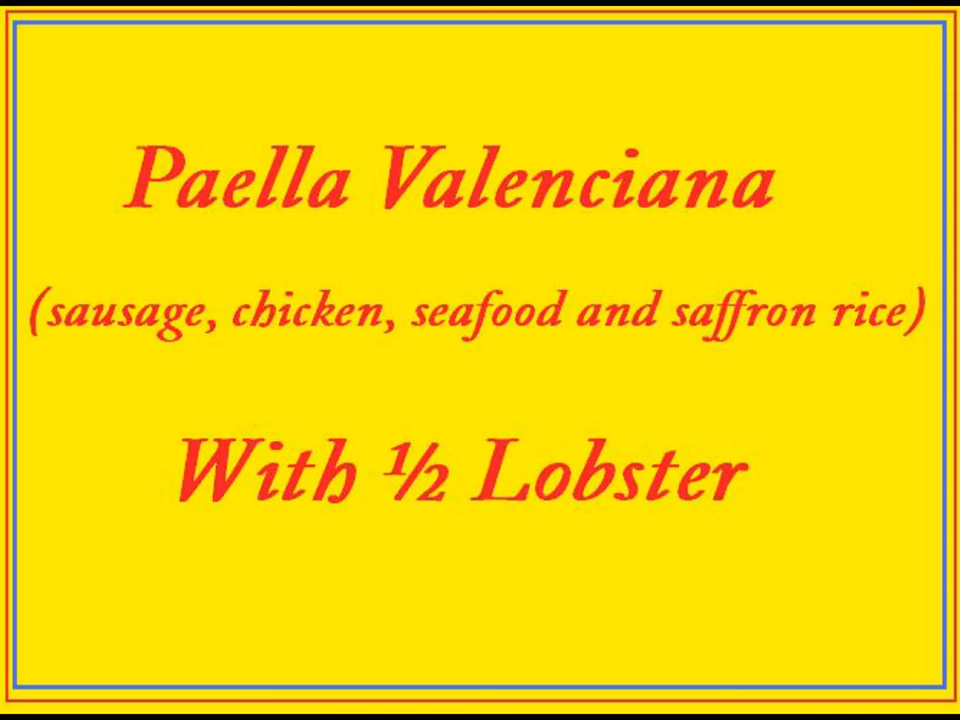 Paella Valenciana
(sausage, chicken, seafood and saffron rice)
With ½ Lobster